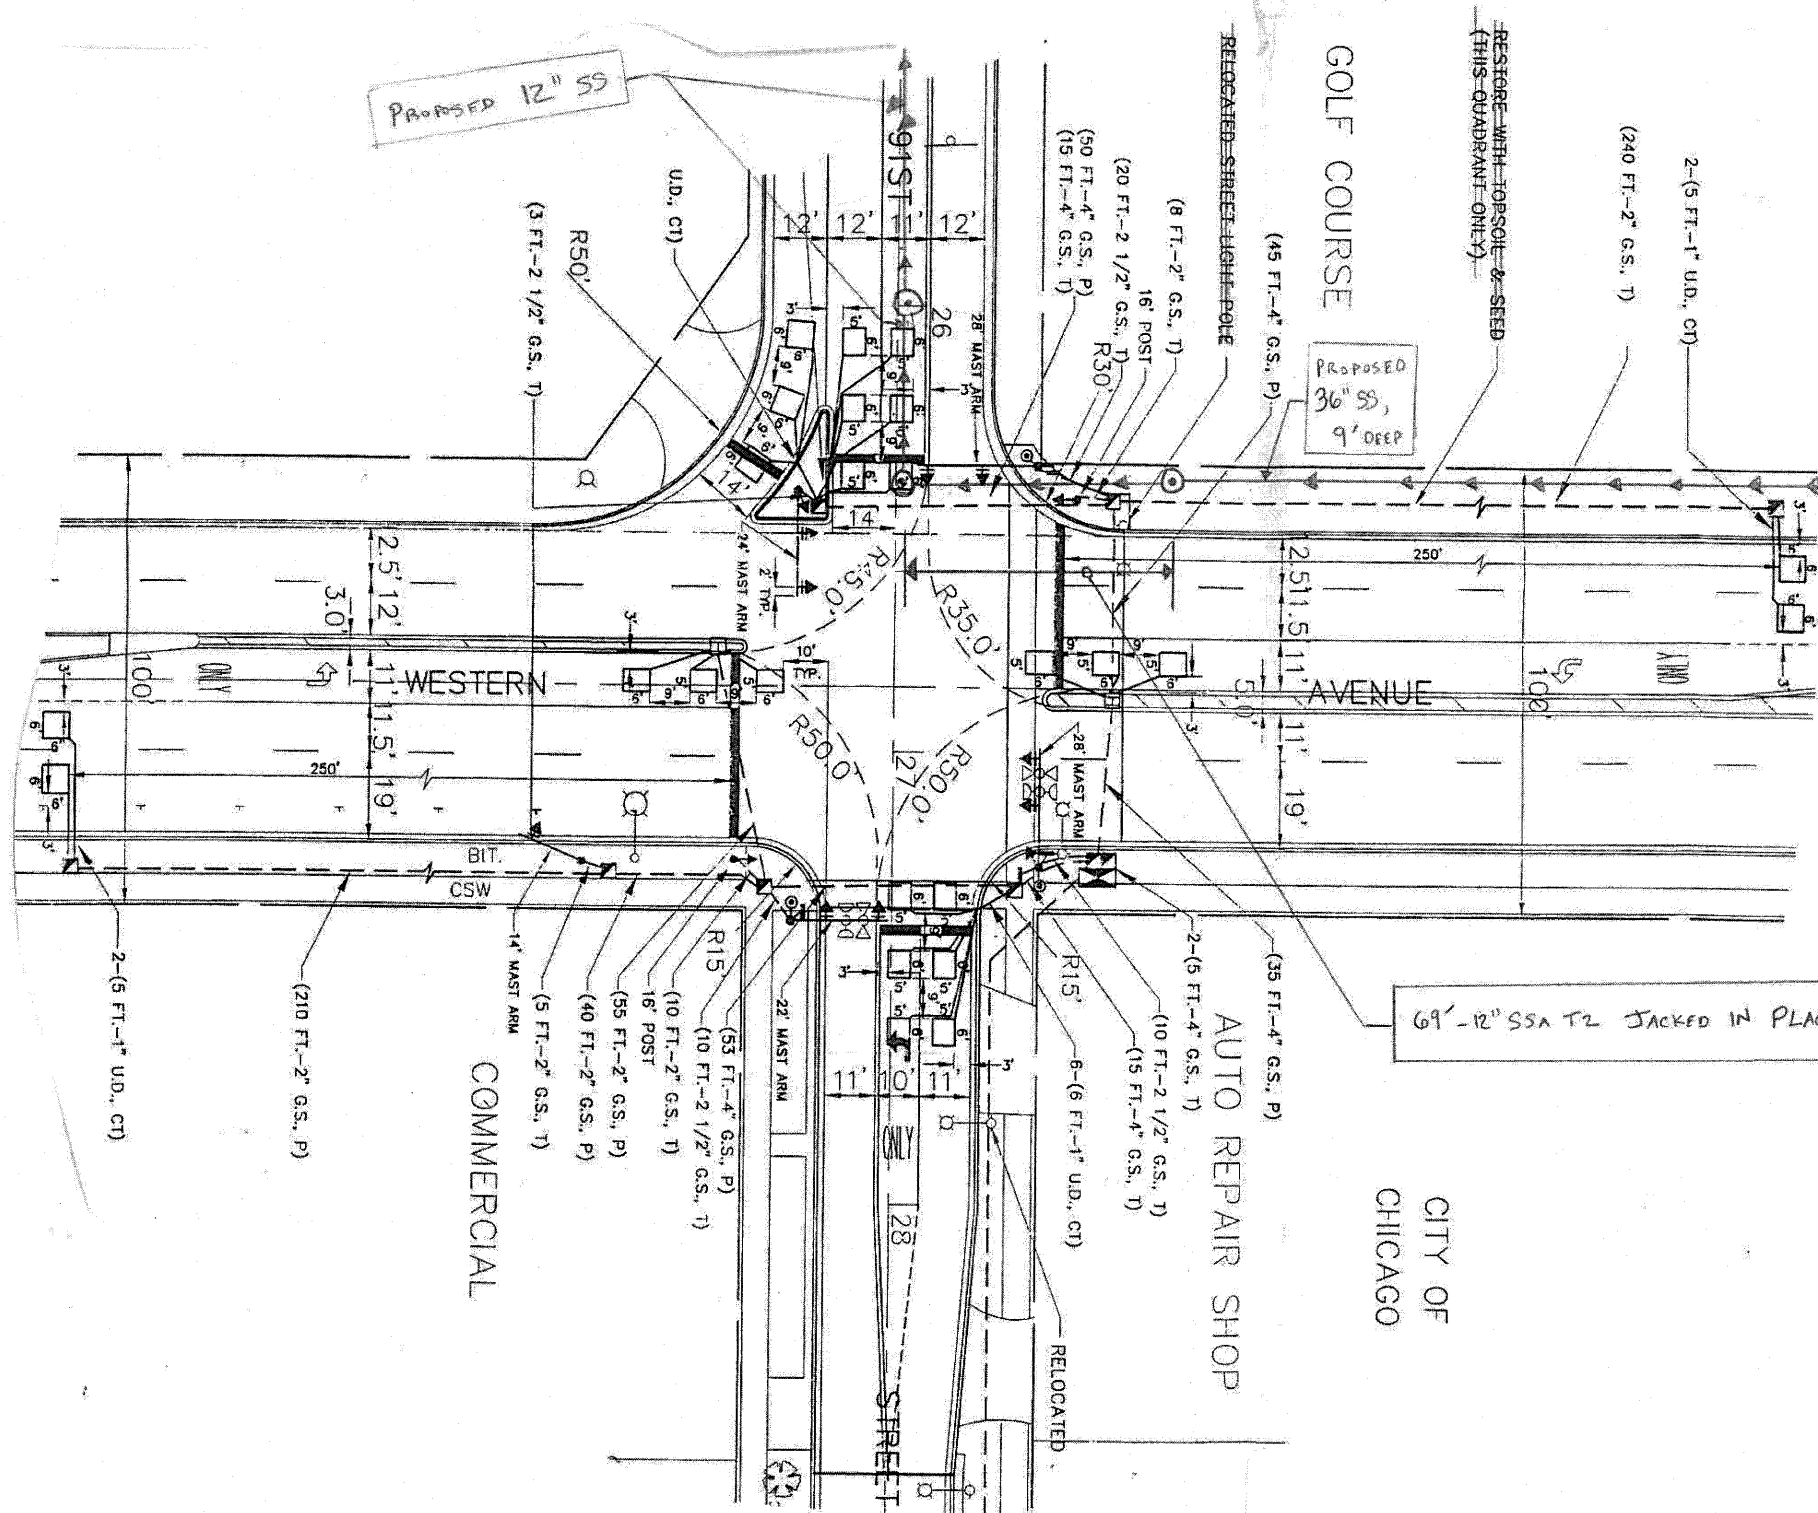 PROPOSED 12" SS
91ST
GOLF COURSE
RELOCATED STREET LIGHT POLE
RESTORE WITH TOPSOIL & SEED
(THIS QUADRANT ONLY)
(240 FT.-2" G.S., T)
2-(5 FT.-1" U.D., CT)
(50 FT.-4" G.S., P)
(15 FT.-4" G.S., T)
(20 FT.-2 1/2" G.S., T)
16' POST
(8 FT.-2" G.S., T)
(45 FT.-4" G.S., P)
PROPOSED
36" SS,
9' DEEP
U.D., CT)
R50'
(3 FT.-2 1/2" G.S., T)
12'
12'
11'
12'
26
28' MAST ARM
R30'
14'
14
24' MAST ARM
2' TYP.
R45.0'
R35.0'
250'
12.5'
11.5'
11'
5.0'
11'
19'
100'
2.5'
12'
3.0'
11'
11.5'
19'
100'
ONLY
ONLY
WESTERN
AVENUE
10'
TYP.
R50.0'
R50.0'
27
28' MAST ARM
250'
BIT.
CSW
R15'
R15'
22' MAST ARM
14' MAST ARM
2-(5 FT.-1" U.D., CT)
(210 FT.-2" G.S., P)
(5 FT.-2" G.S., T)
(40 FT.-2" G.S., P)
(55 FT.-2" G.S., P)
16' POST
(10 FT.-2" G.S., T)
(10 FT.-2 1/2" G.S., T)
(53 FT.-4" G.S., P)
11'
10'
11'
ONLY
28
6-(6 FT.-1" U.D., CT)
(15 FT.-4" G.S., T)
(10 FT.-2 1/2" G.S., T)
2-(5 FT.-4" G.S., T)
(35 FT.-4" G.S., P)
69'-12" SSA T2 JACKED IN PLA
COMMERCIAL
AUTO REPAIR SHOP
CITY OF
CHICAGO
RELOCATED
STREET